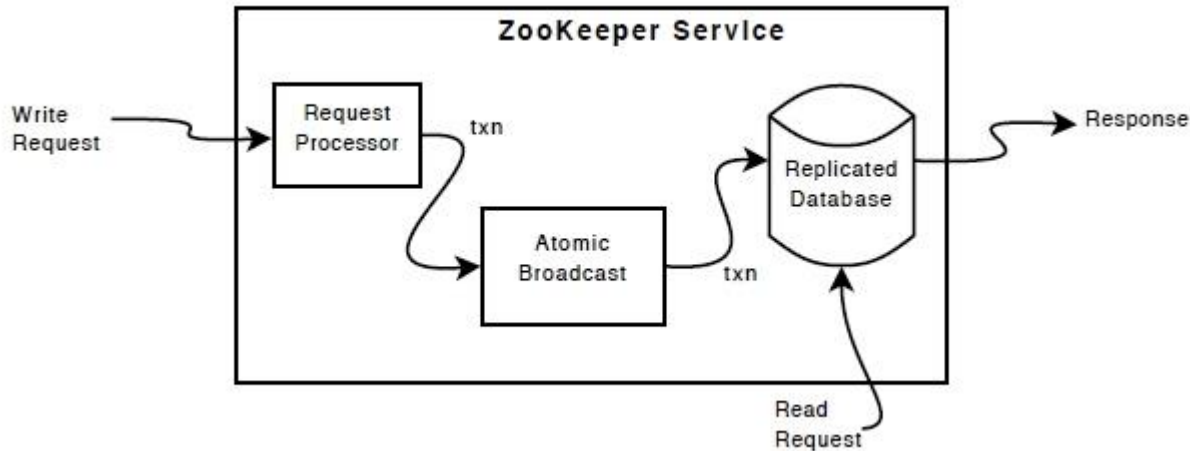 ZooKeeper Service
Write
Request
Request
Processor
txn
Atomic
Broadcast
txn
Replicated
Database
Response
Read
Request